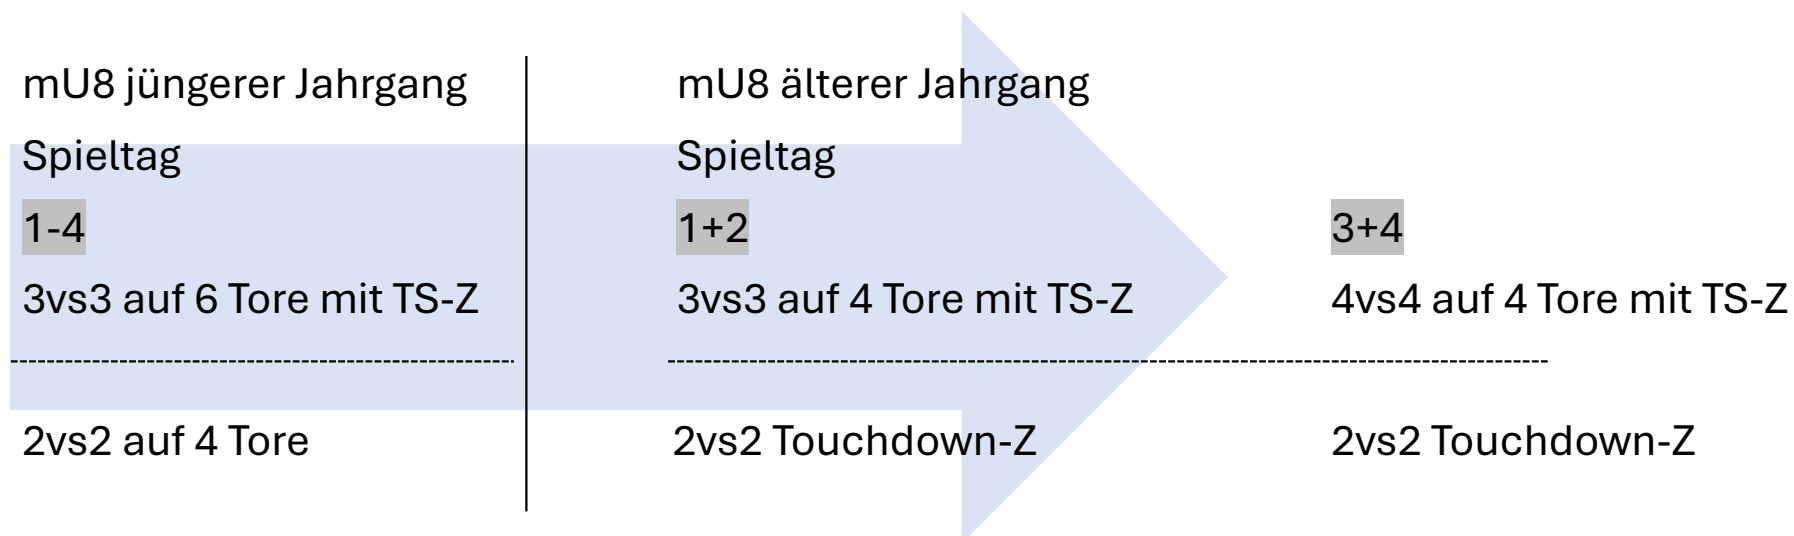 mU8 jüngerer Jahrgang
Spieltag
1-4
3vs3 auf 6 Tore mit TS-Z
2vs2 auf 4 Tore
mU8 älterer Jahrgang
Spieltag
1+2
3vs3 auf 4 Tore mit TS-Z
2vs2 Touchdown-Z
3+4
4vs4 auf 4 Tore mit TS-Z
2vs2 Touchdown-Z